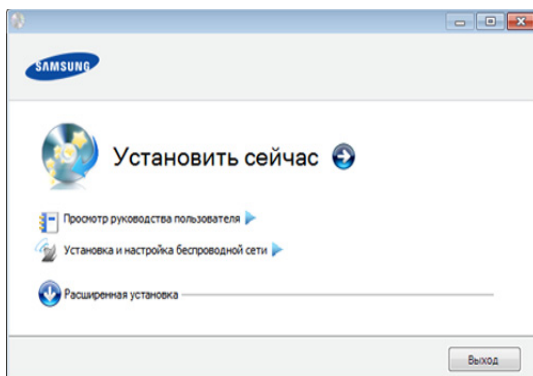 SAMSUNG
Установить сейчас
Просмотр руководства пользователя
Установка и настройка беспроводной сети
Расширенная установка
Выход